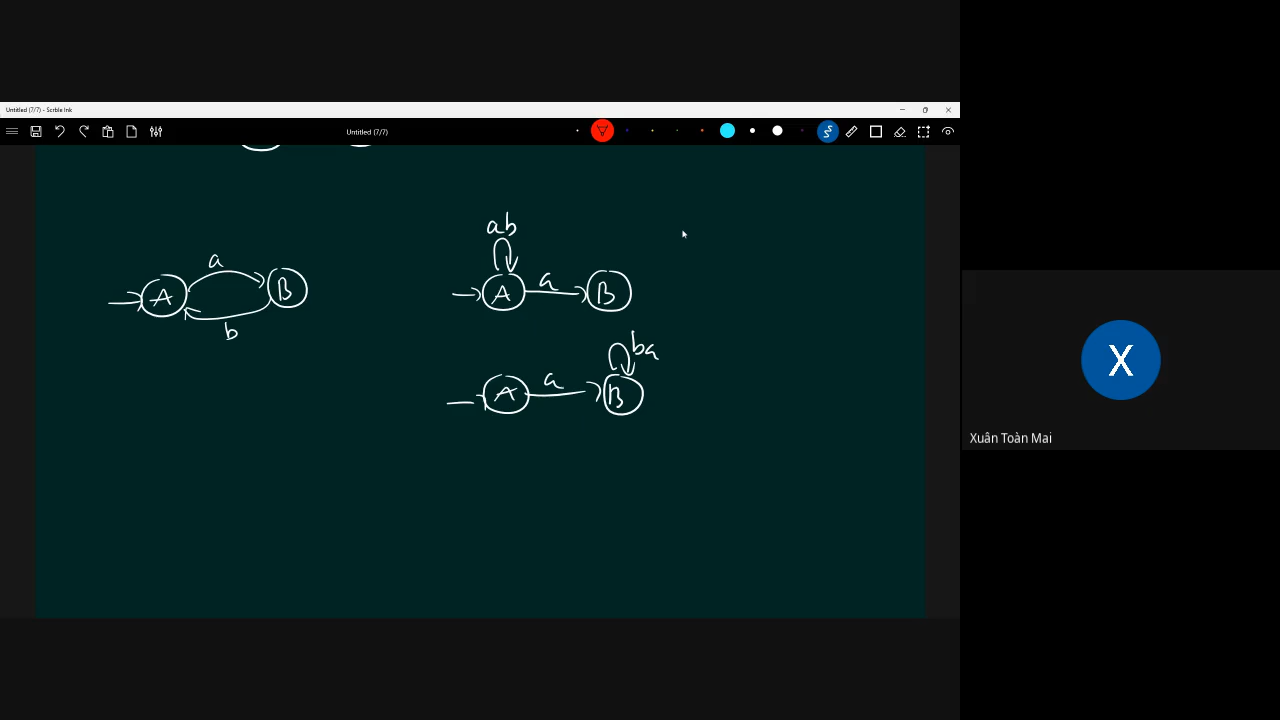 Untitled (7/7) - Scrble Ink
Untitled (7/7)
ab
a
A
B
b
a
A
B
ba
a
A
B
X
Xuân Toàn Mai